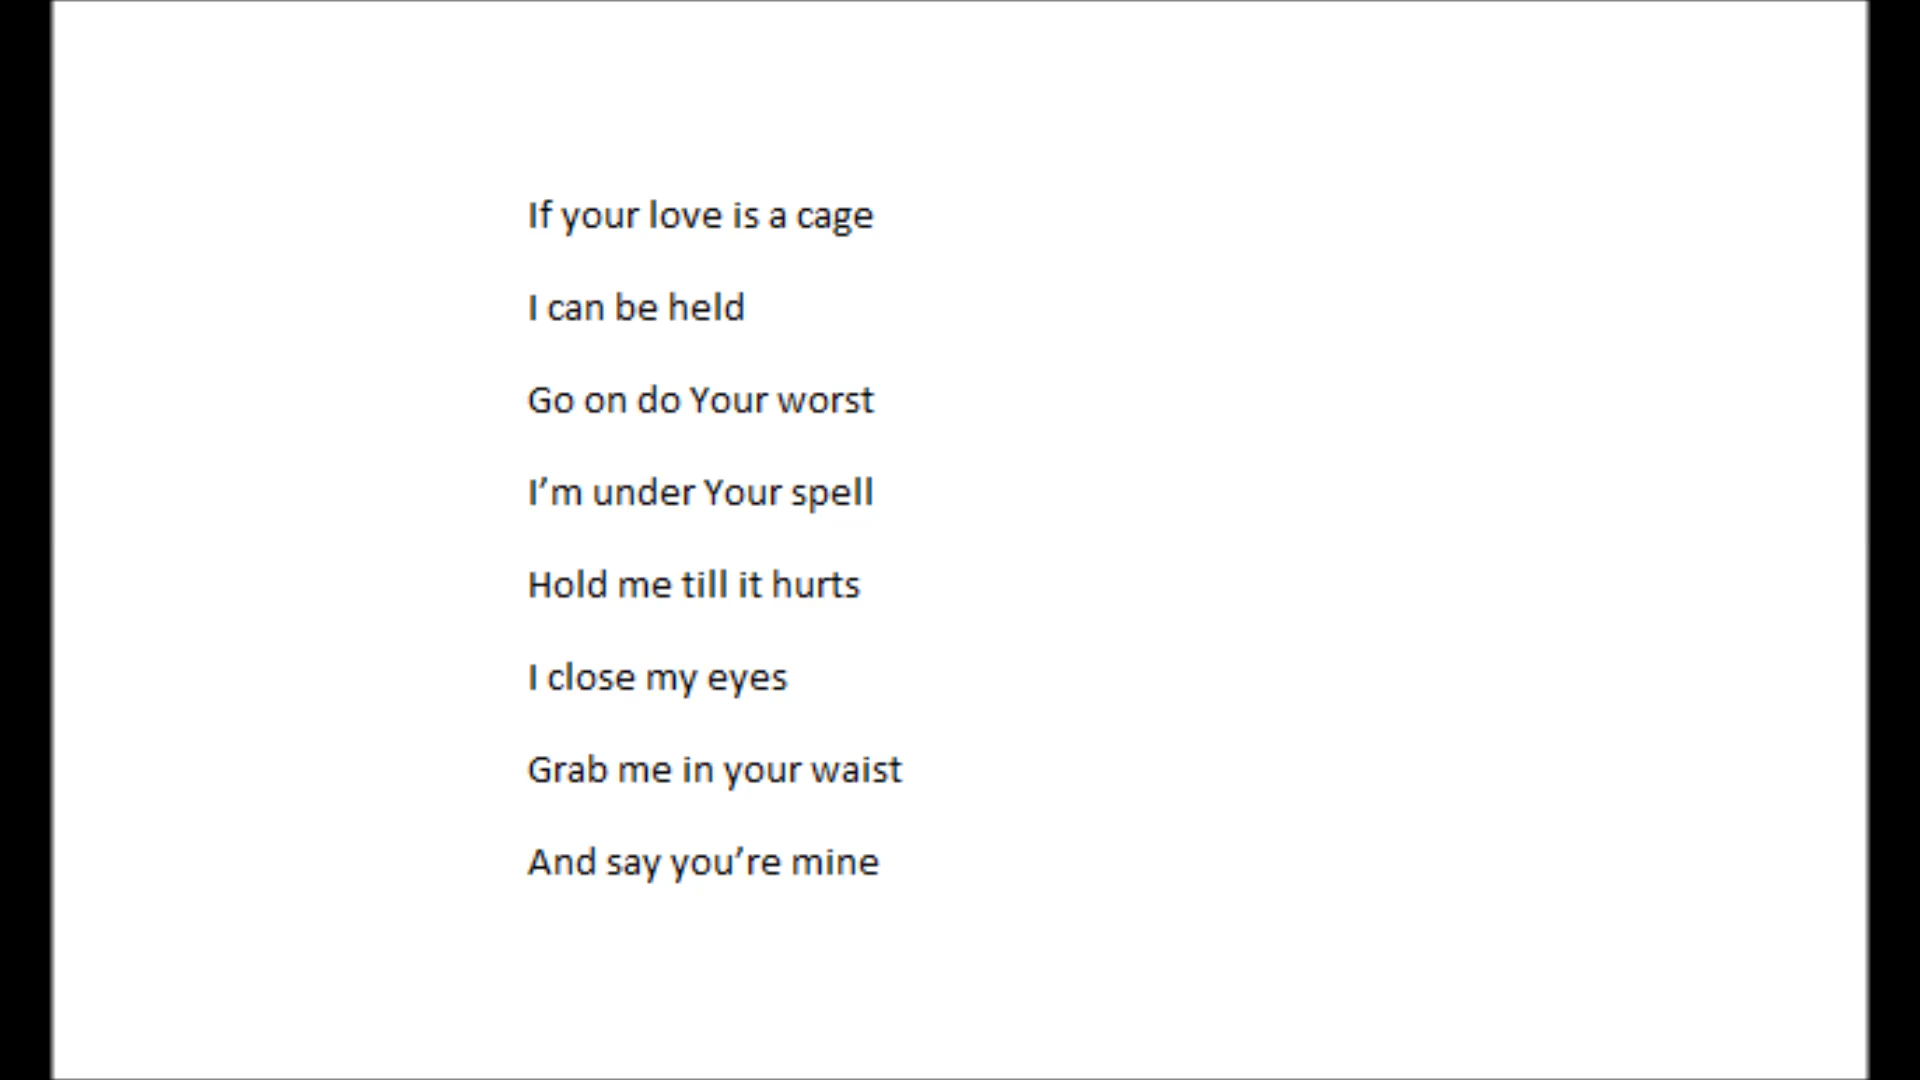 If your love is a cage
I can be held
Go on do Your worst
I’m under Your spell
Hold me till it hurts
I close my eyes
Grab me in your waist
And say you’re mine